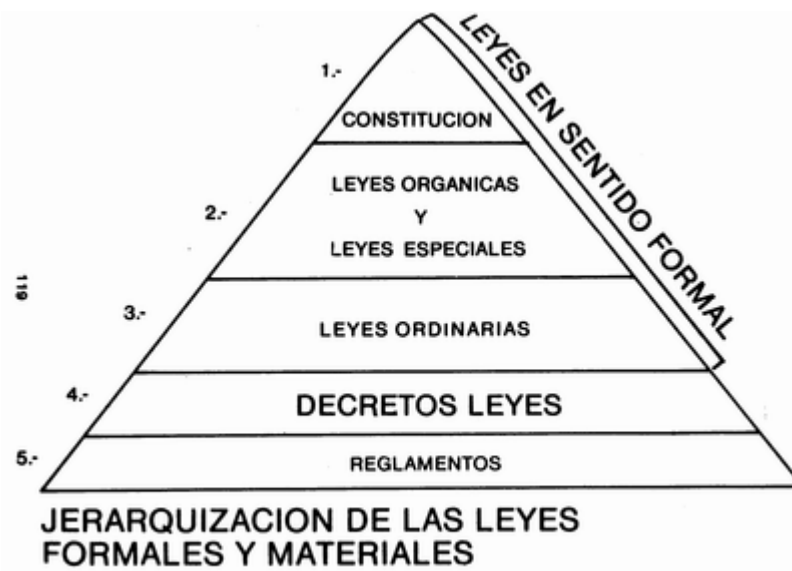 1.-
CONSTITUCION
LEYES EN SENTIDO FORMAL
LEYES ORGANICAS
2.-
Y
LEYES ESPECIALES
119
3.-
LEYES ORDINARIAS
4.-
DECRETOS LEYES
5.-
REGLAMENTOS
JERARQUIZACION DE LAS LEYES
FORMALES Y MATERIALES